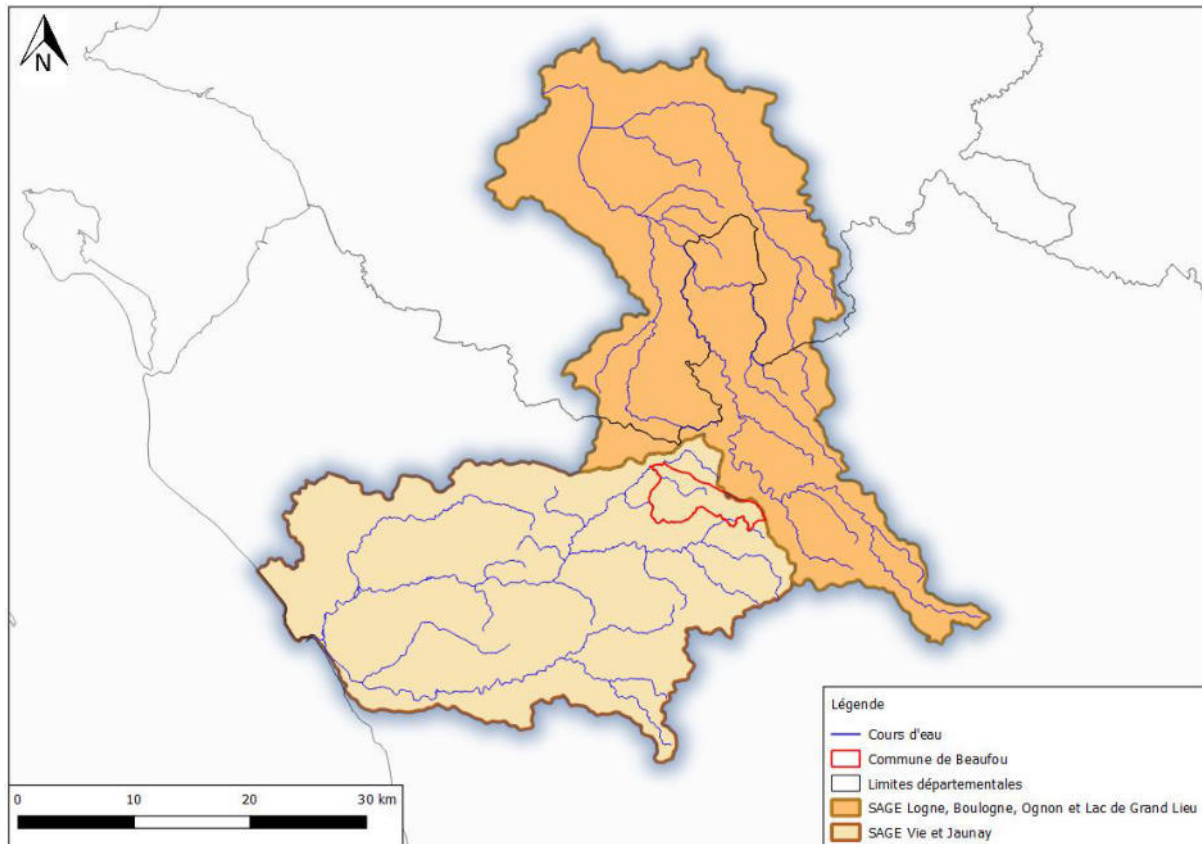 N
Légende
Cours d'eau
Commune de Beaufou
Limites départementales
SAGE Logne, Boulogne, Ognon et Lac de Grand Lieu
SAGE Vie et Jaunay
0 10 20 30 km